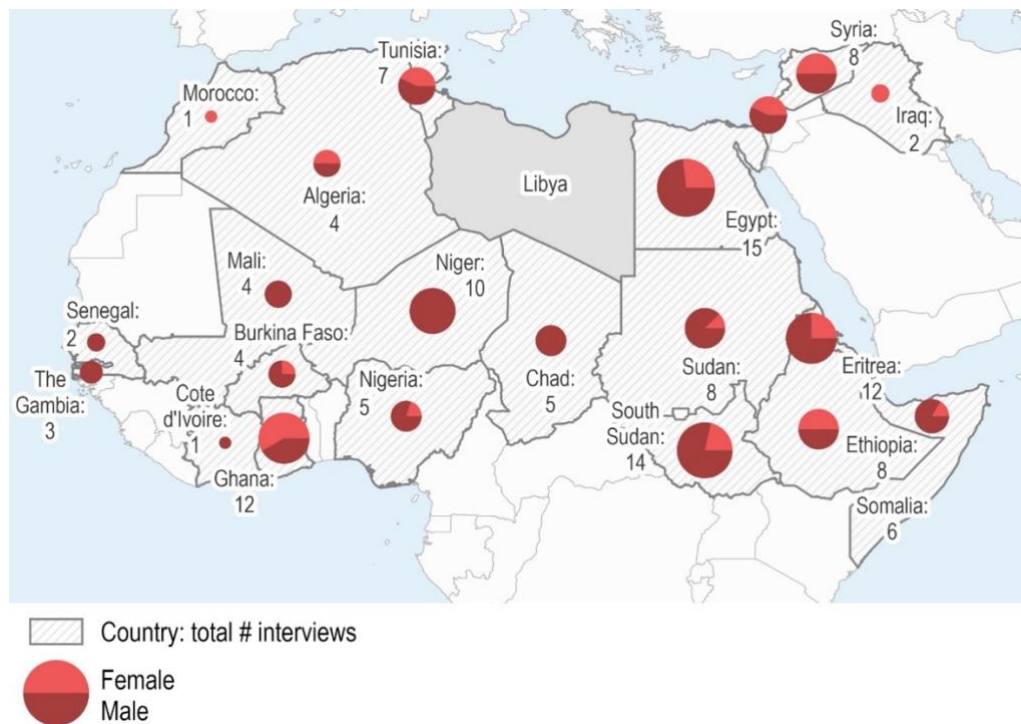 Tunisia:
7
Syria:
8
Morocco:
1
Iraq:
2
Algeria:
4
Libya
Egypt:
15
Mali:
4
Niger:
10
Senegal:
2
Burkina Faso:
4
The
Gambia:
3
Cote
d'Ivoire:
1
Ghana:
12
Nigeria:
5
Chad:
5
Sudan:
8
South
Sudan:
14
Eritrea:
12
Ethiopia:
8
Somalia:
6
Country: total # interviews
Female
Male